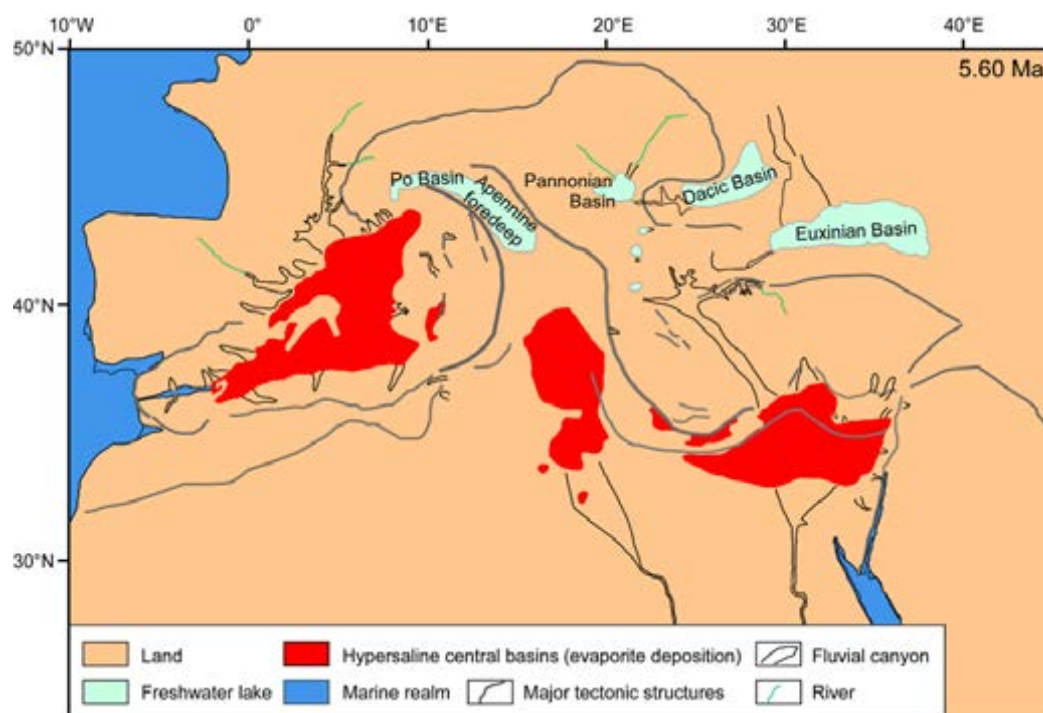 10°W 0° 10°E 20°E 30°E 40°E
50°N
5.60 Ma
Po Basin
Apennine
foredeep
Pannonian
Basin
Dacic Basin
Euxinian Basin
40°N
30°N
Land
Hypersaline central basins (evaporite deposition)
Fluvial canyon
Freshwater lake
Marine realm
Major tectonic structures
River